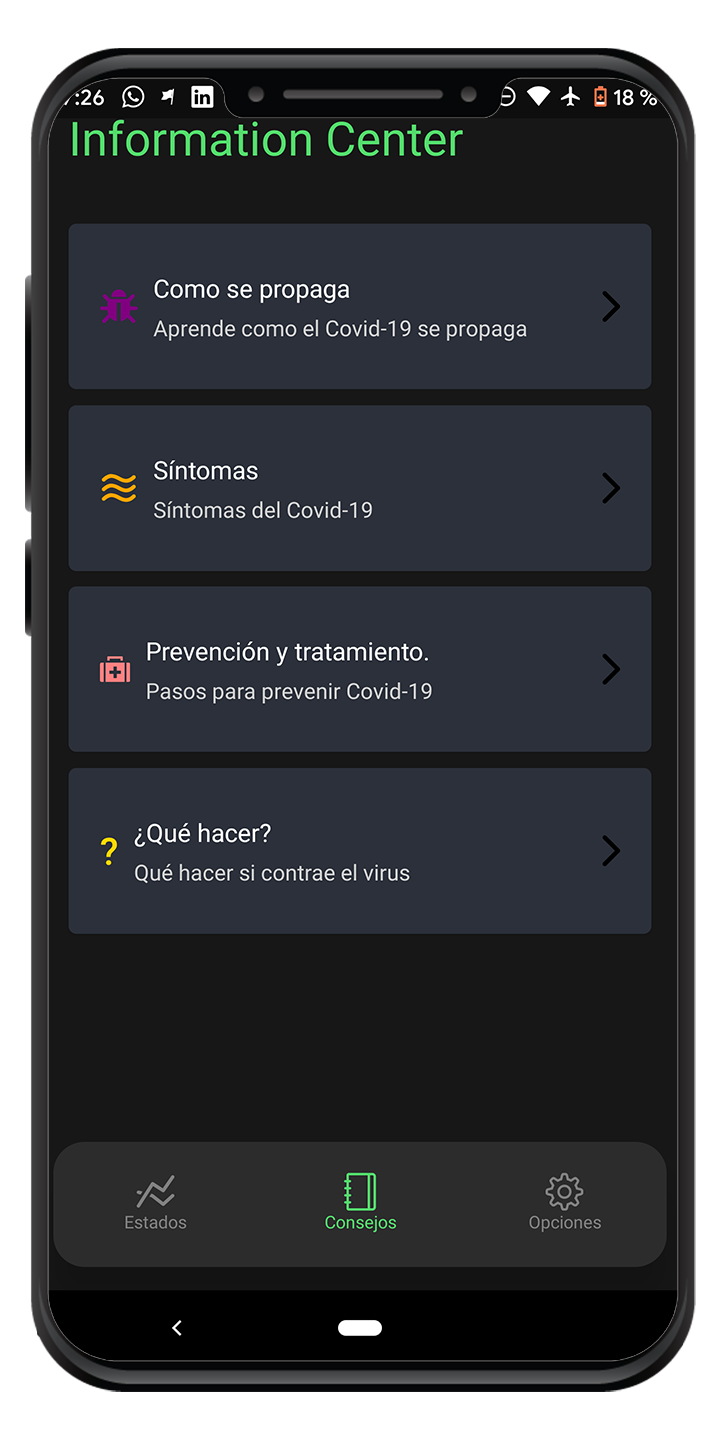 :26 18 %
Information Center
Como se propaga
Aprende como el Covid-19 se propaga
Síntomas
Síntomas del Covid-19
Prevención y tratamiento.
Pasos para prevenir Covid-19
? ¿Qué hacer?
Qué hacer si contrae el virus
Estados Consejos Opciones